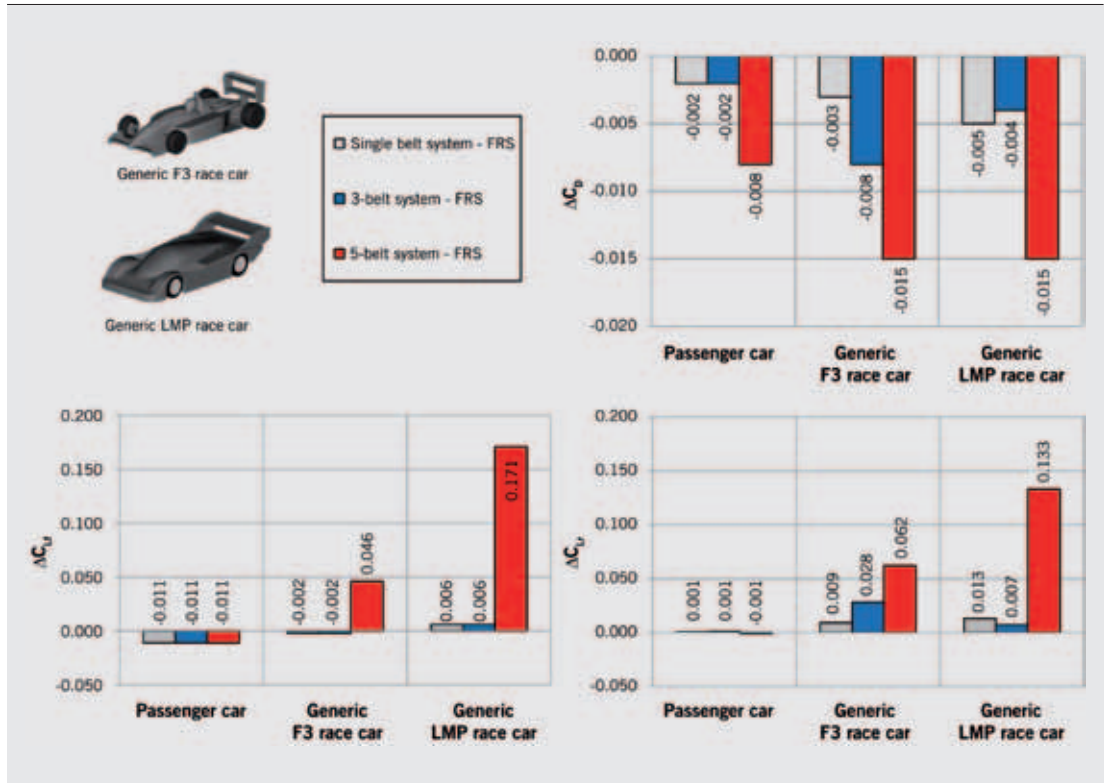 Generic F3 race car
Generic LMP race car
Single belt system - FRS
3-belt system - FRS
5-belt system - FRS
0.000
-0.005
-0.010
-0.015
-0.020
ΔC_D
-0.002
-0.002
-0.008
-0.003
-0.008
-0.015
-0.005
-0.004
-0.015
Passenger car
Generic
F3 race car
Generic
LMP race car
0.200
0.150
0.100
0.050
0.000
-0.050
ΔC_Lf
-0.011
-0.011
-0.011
-0.002
-0.002
0.046
0.006
0.006
0.171
Passenger car
Generic
F3 race car
Generic
LMP race car
0.200
0.150
0.100
0.050
0.000
-0.050
ΔC_Lr
0.001
0.001
-0.001
0.009
0.028
0.062
0.013
0.007
0.133
Passenger car
Generic
F3 race car
Generic
LMP race car